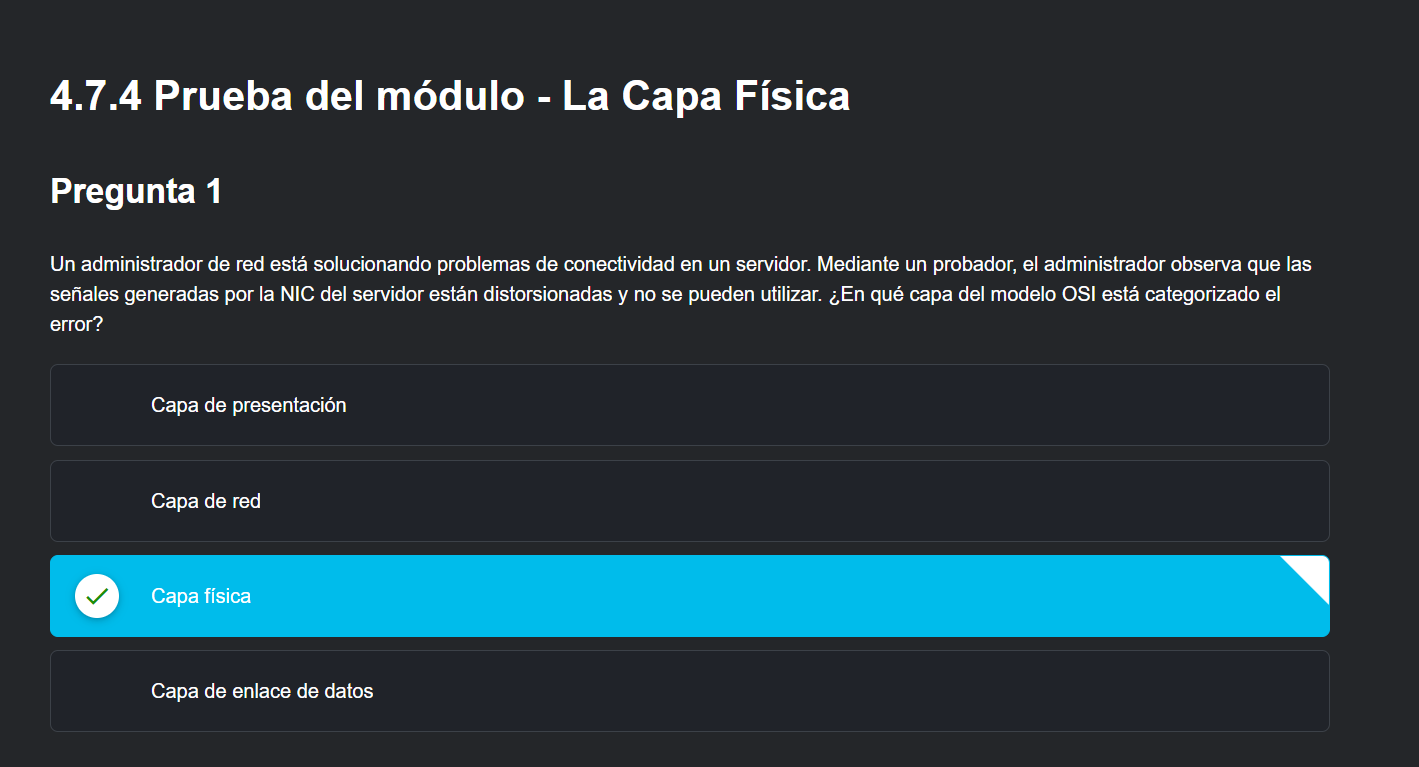 4.7.4 Prueba del módulo - La Capa Física
Pregunta 1
Un administrador de red está solucionando problemas de conectividad en un servidor. Mediante un probador, el administrador observa que las
señales generadas por la NIC del servidor están distorsionadas y no se pueden utilizar. ¿En qué capa del modelo OSI está categorizado el
error?
Capa de presentación
Capa de red
Capa física
Capa de enlace de datos